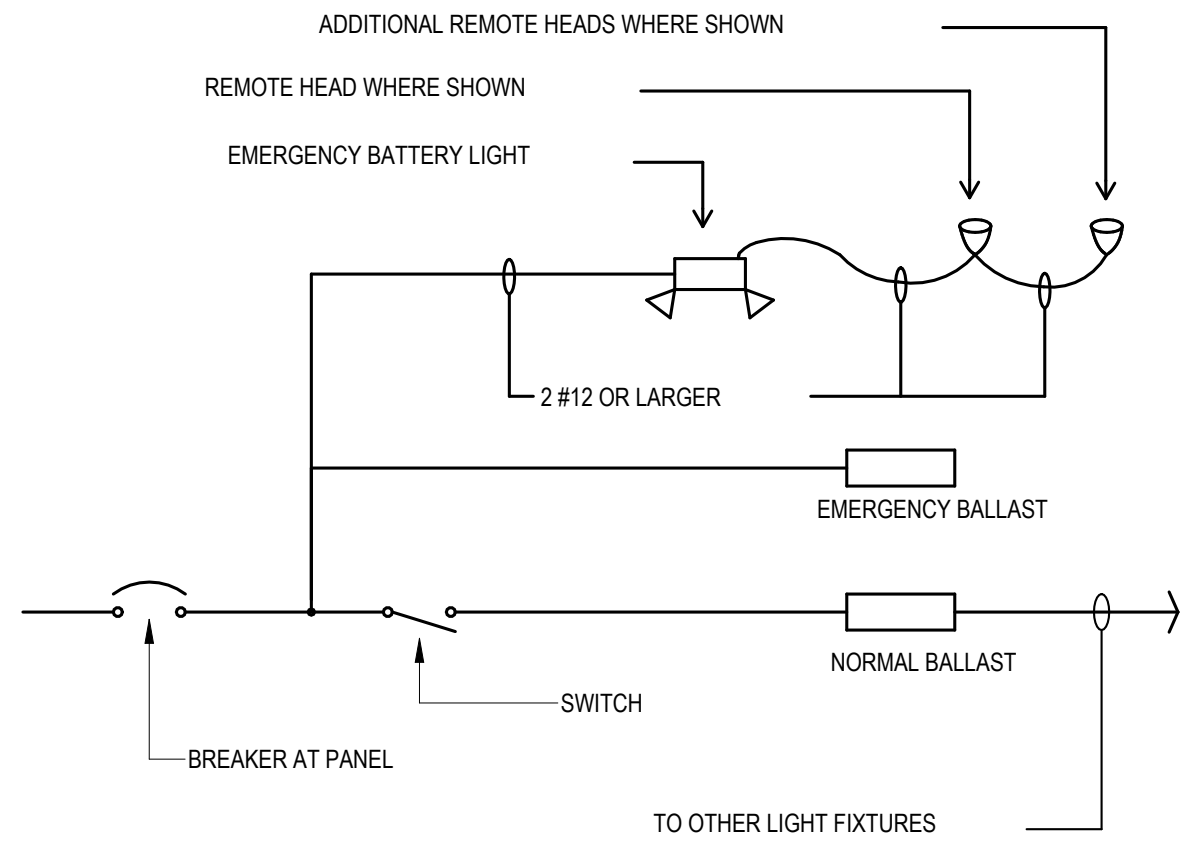 ADDITIONAL REMOTE HEADS WHERE SHOWN
REMOTE HEAD WHERE SHOWN
EMERGENCY BATTERY LIGHT
2 #12 OR LARGER
EMERGENCY BALLAST
NORMAL BALLAST
SWITCH
BREAKER AT PANEL
TO OTHER LIGHT FIXTURES